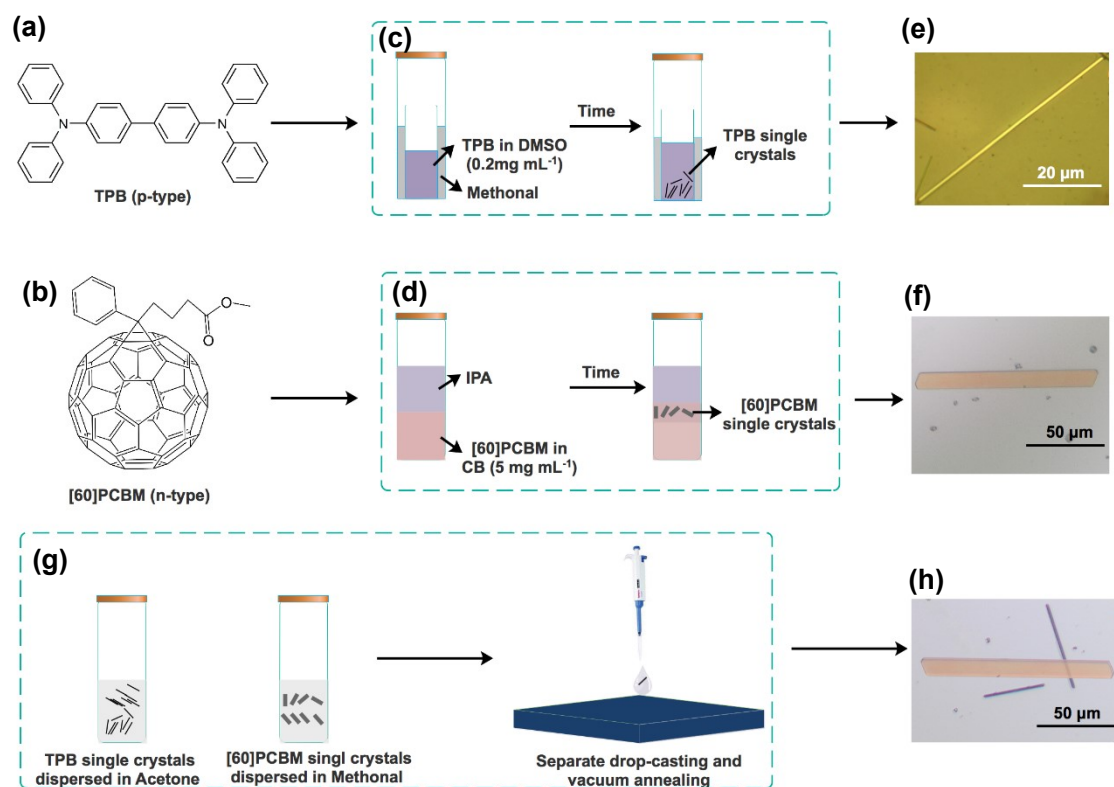 (a)
N
N
TPB (p-type)
(c)
TPB in DMSO
(0.2mg mL⁻¹)
Methonal
Time
TPB single
crystals
(e)
20 µm
(b)
O
O
[60]PCBM (n-type)
(d)
IPA
[60]PCBM in
CB (5 mg mL⁻¹)
Time
[60]PCBM
single crystals
(f)
50 µm
(g)
TPB single crystals
dispersed in Acetone
[60]PCBM singl crystals
dispersed in Methonal
Separate drop-casting and
vacuum annealing
(h)
50 µm